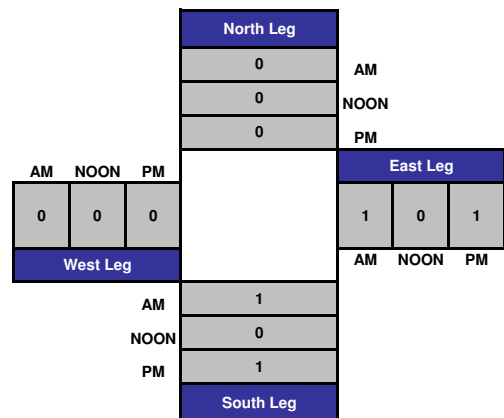 North Leg
0 AM
0 NOON
0 PM
AM NOON PM
East Leg
0 0 0
1 0 1
West Leg
AM NOON PM
AM 1
NOON 0
PM 1
South Leg